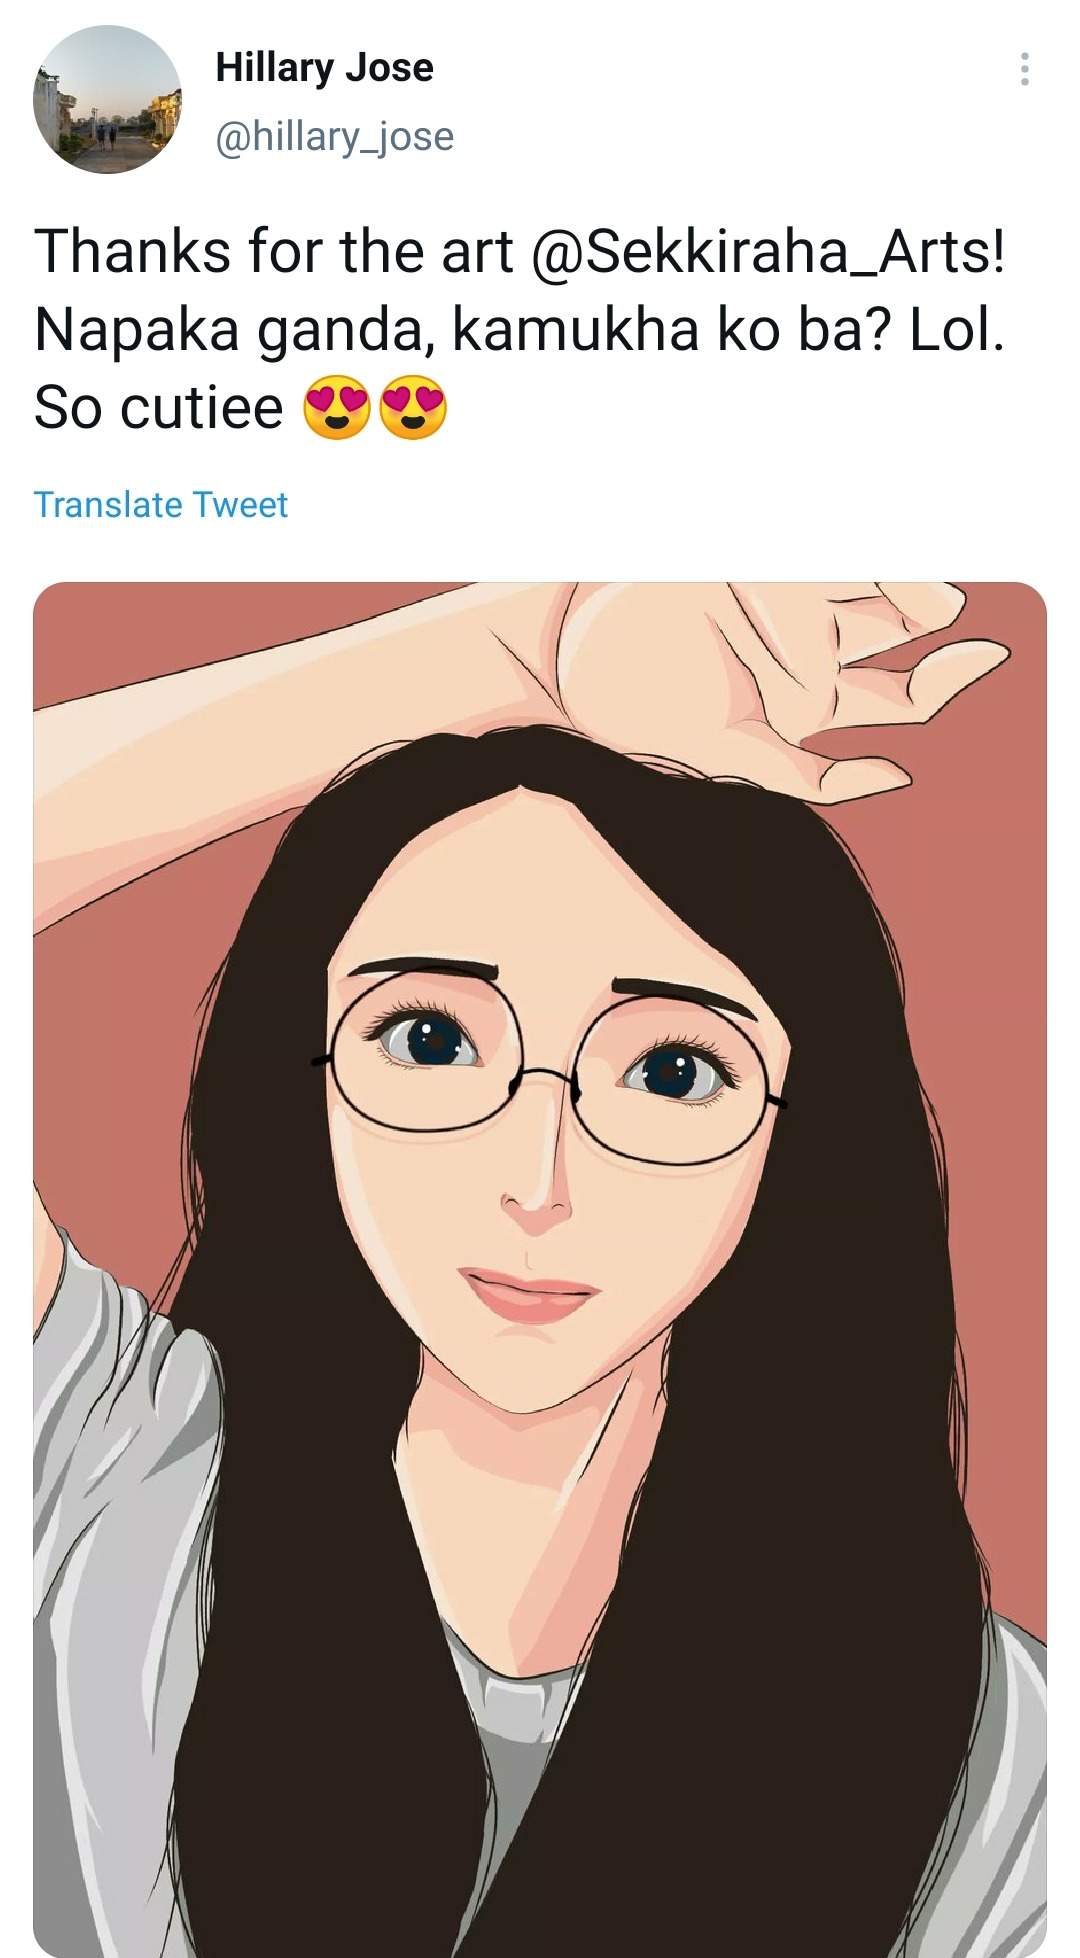 Hillary Jose
@hillary_jose
Thanks for the art @Sekkiraha_Arts!
Napaka ganda, kamukha ko ba? Lol.
So cutiee 😍😍
Translate Tweet